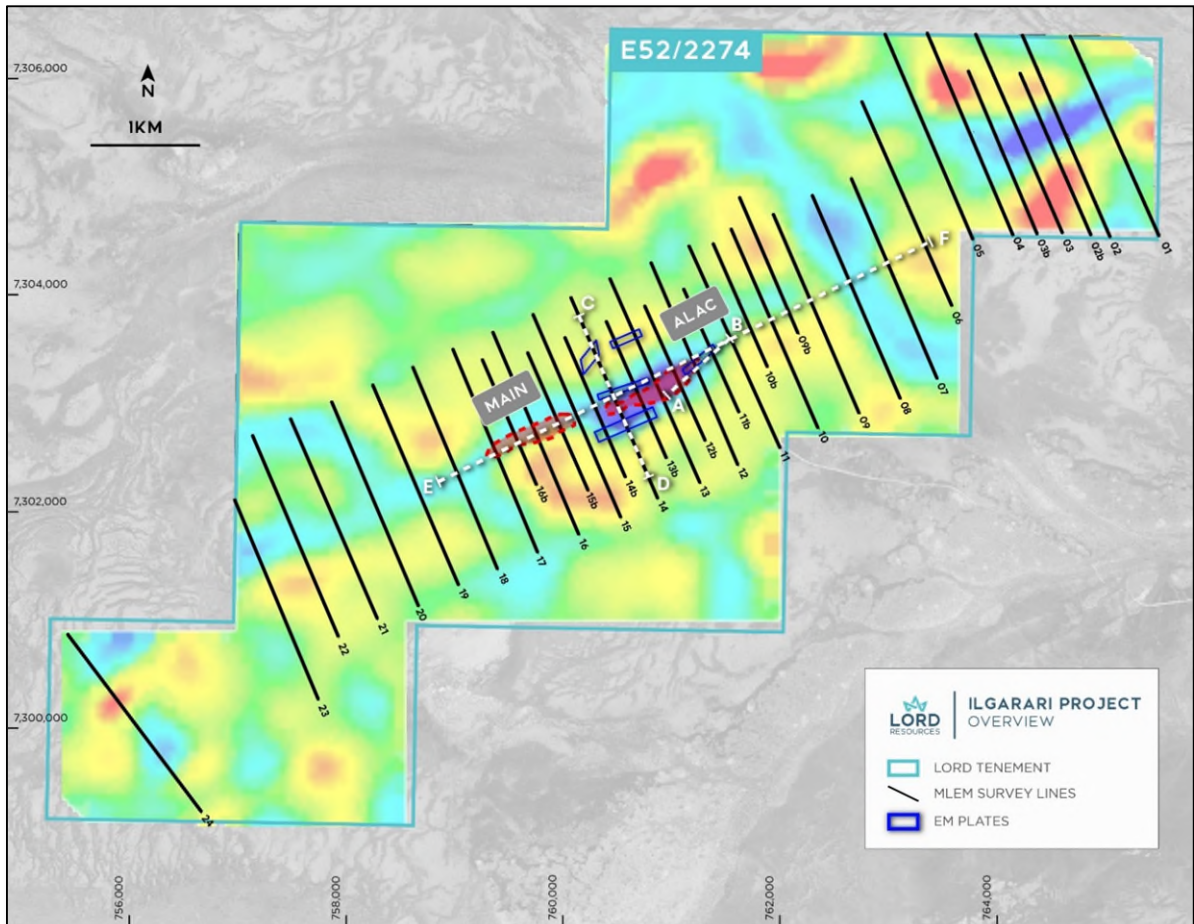 E52/2274
7,306,000
N
1KM
7,304,000
7,302,000
7,300,000
01
02
02b
03
03b
04
05
06
07
08
09
09b
10
10b
11
11b
12
12b
13
13b
14
14b
15
15b
16
16b
17
18
19
20
21
22
23
24
F
C
ALAC
B
MAIN
A
E
D
LORD
RESOURCES
ILGARARI PROJECT
OVERVIEW
LORD TENEMENT
MLEM SURVEY LINES
EM PLATES
756,000
758,000
760,000
762,000
764,000